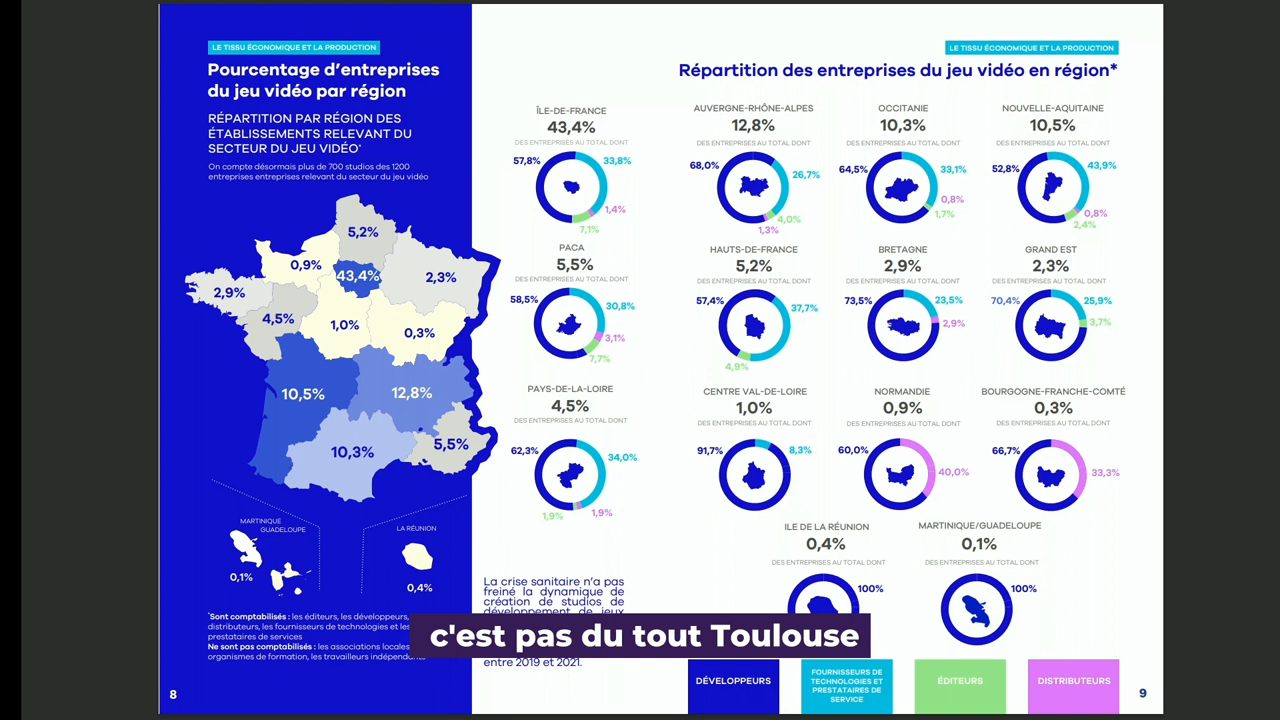 LE TISSU ÉCONOMIQUE ET LA PRODUCTION
Pourcentage d’entreprises
du jeu vidéo par région
RÉPARTITION PAR RÉGION DES
ÉTABLISSEMENTS RELEVANT DU
SECTEUR DU JEU VIDÉO*
On compte désormais plus de 700 studios des 1200
entreprises entreprises relevant du secteur du jeu vidéo
5,2%
0,9%
43,4%
2,3%
2,9%
4,5%
1,0%
0,3%
10,5%
12,8%
10,3%
5,5%
MARTINIQUE
GUADELOUPE
0,1%
LA RÉUNION
0,4%
*Sont comptabilisés : les éditeurs, les développeurs,
distributeurs, les fournisseurs de technologies et les
prestataires de services
Ne sont pas comptabilisés : les associations locales
organismes de formation, les travailleurs indépendants
8
LE TISSU ÉCONOMIQUE ET LA PRODUCTION
Répartition des entreprises du jeu vidéo en région*
ÎLE-DE-FRANCE
43,4%
DES ENTREPRISES AU TOTAL DONT
57,8%
33,8%
1,4%
7,1%
AUVERGNE-RHÔNE-ALPES
12,8%
DES ENTREPRISES AU TOTAL DONT
68,0%
26,7%
4,0%
1,3%
OCCITANIE
10,3%
DES ENTREPRISES AU TOTAL DONT
64,5%
33,1%
0,8%
1,7%
NOUVELLE-AQUITAINE
10,5%
DES ENTREPRISES AU TOTAL DONT
52,8%
43,9%
0,8%
2,4%
PACA
5,5%
DES ENTREPRISES AU TOTAL DONT
58,5%
30,8%
3,1%
7,7%
HAUTS-DE-FRANCE
5,2%
DES ENTREPRISES AU TOTAL DONT
57,4%
37,7%
4,9%
BRETAGNE
2,9%
DES ENTREPRISES AU TOTAL DONT
73,5%
23,5%
2,9%
GRAND EST
2,3%
DES ENTREPRISES AU TOTAL DONT
70,4%
25,9%
3,7%
PAYS-DE-LA-LOIRE
4,5%
DES ENTREPRISES AU TOTAL DONT
62,3%
34,0%
1,9%
1,9%
CENTRE VAL-DE-LOIRE
1,0%
DES ENTREPRISES AU TOTAL DONT
91,7%
8,3%
NORMANDIE
0,9%
DES ENTREPRISES AU TOTAL DONT
60,0%
40,0%
BOURGOGNE-FRANCHE-COMTÉ
0,3%
DES ENTREPRISES AU TOTAL DONT
66,7%
33,3%
ILE DE LA RÉUNION
0,4%
DES ENTREPRISES AU TOTAL DONT
100%
MARTINIQUE/GUADELOUPE
0,1%
DES ENTREPRISES AU TOTAL DONT
100%
La crise sanitaire n’a pas
freiné la dynamique de
création de studios de
développement de jeux
entre 2019 et 2021.
c'est pas du tout Toulouse
DÉVELOPPEURS
FOURNISSEURS DE
TECHNOLOGIES ET
PRESTATAIRES DE
SERVICE
ÉDITEURS
DISTRIBUTEURS
9